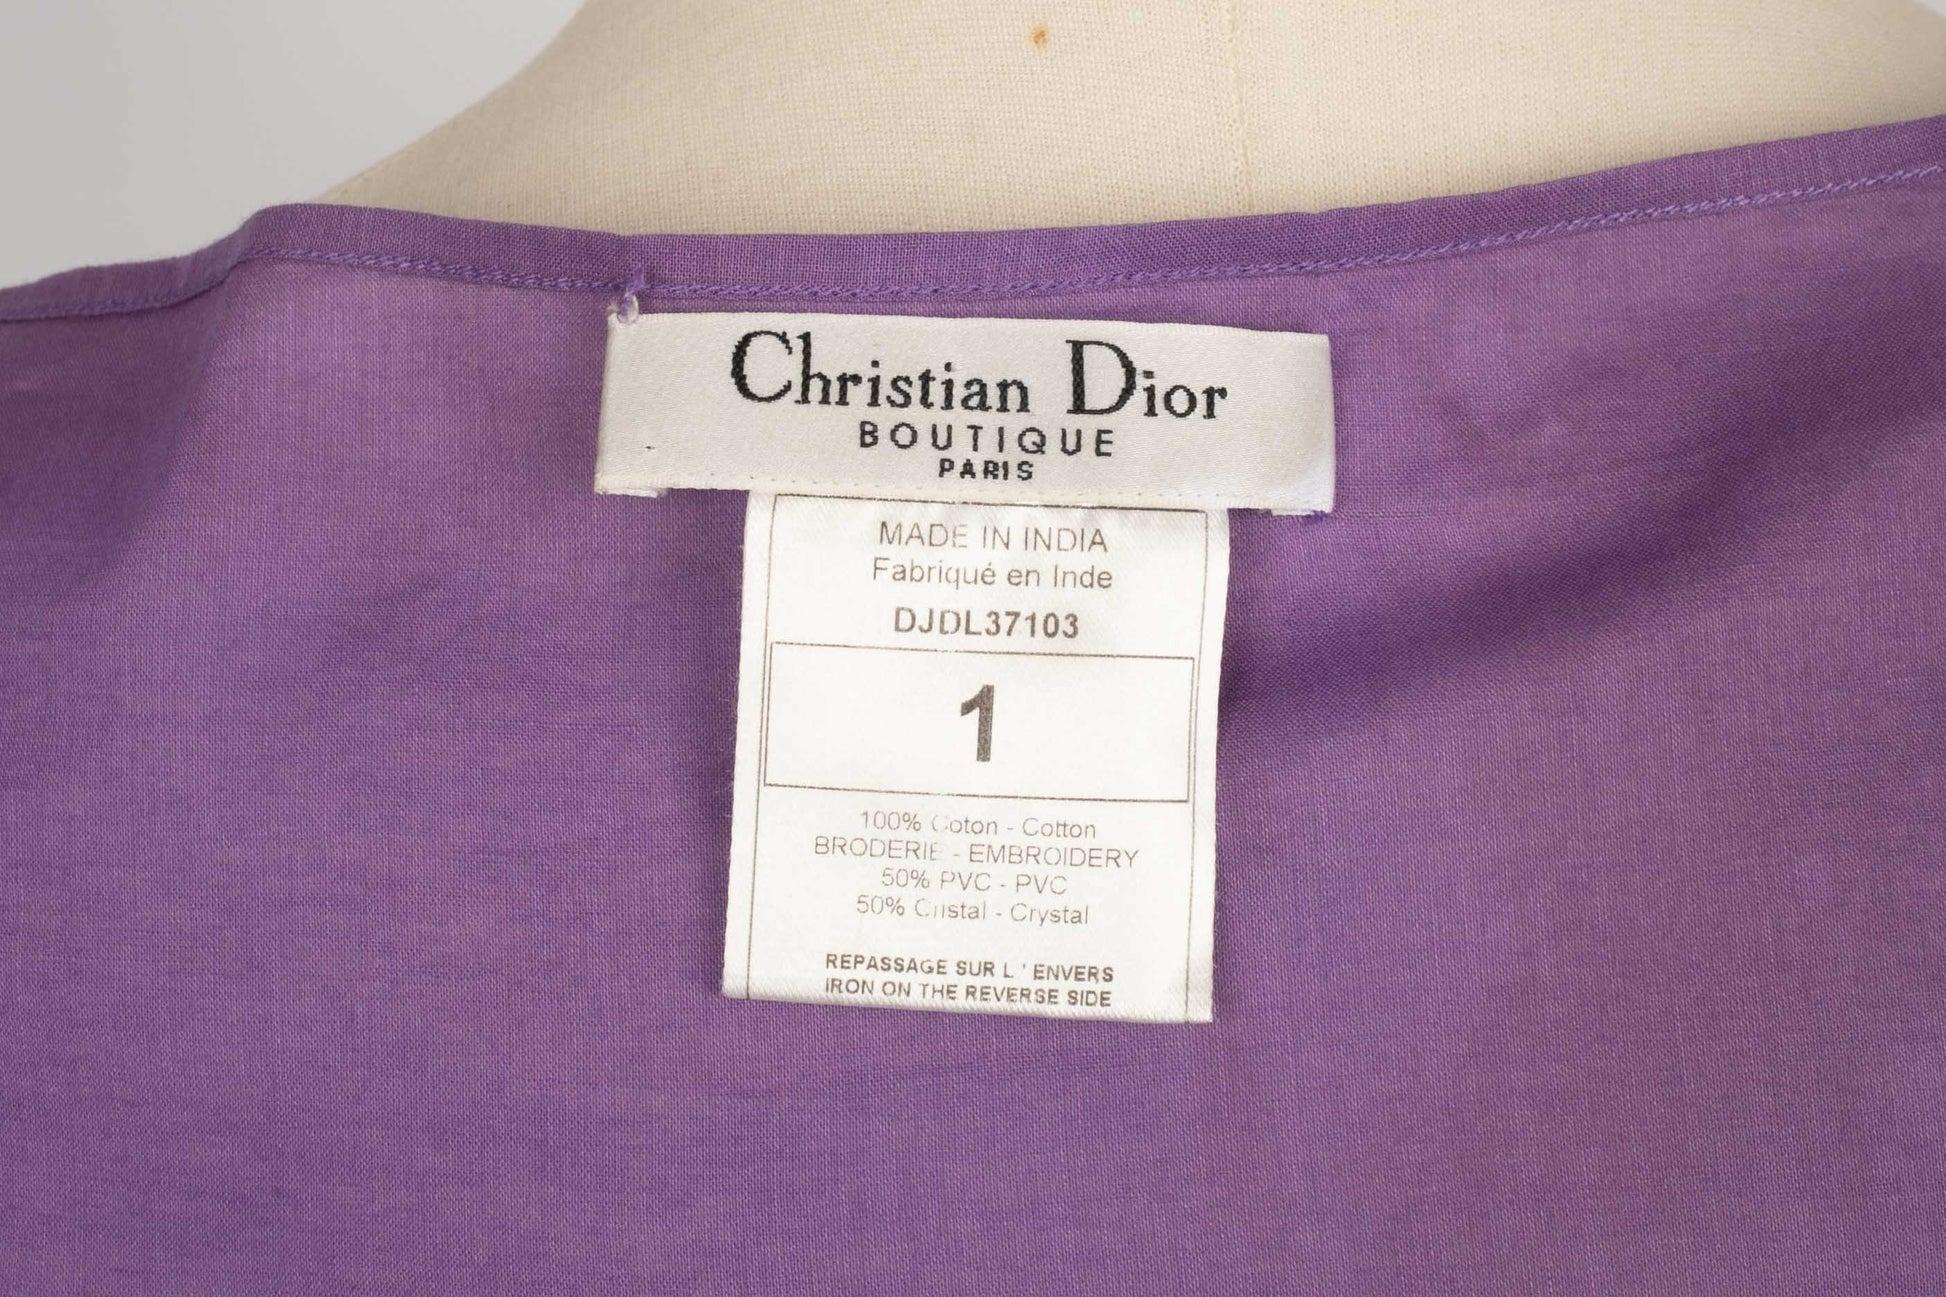 Christian Dior
BOUTIQUE
PARIS
MADE IN INDIA
Fabriqué en Inde
DJDL37103
1
100% Coton - Cotton
BRODERIE - EMBROIDERY
50% PVC - PVC
50% Cristal - Crystal
REPASSAGE SUR L ' ENVERS
IRON ON THE REVERSE SIDE